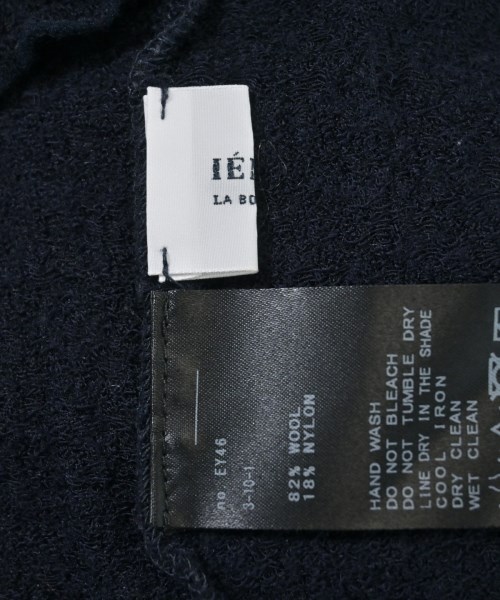 IÉ
LA BO
no EY46
3-10-1
82% WOOL
18% NYLON
HAND WASH
DO NOT BLEACH
DO NOT TUMBLE DRY
LINE DRY IN THE SHADE
COOL IRON
DRY CLEAN
WET CLEAN